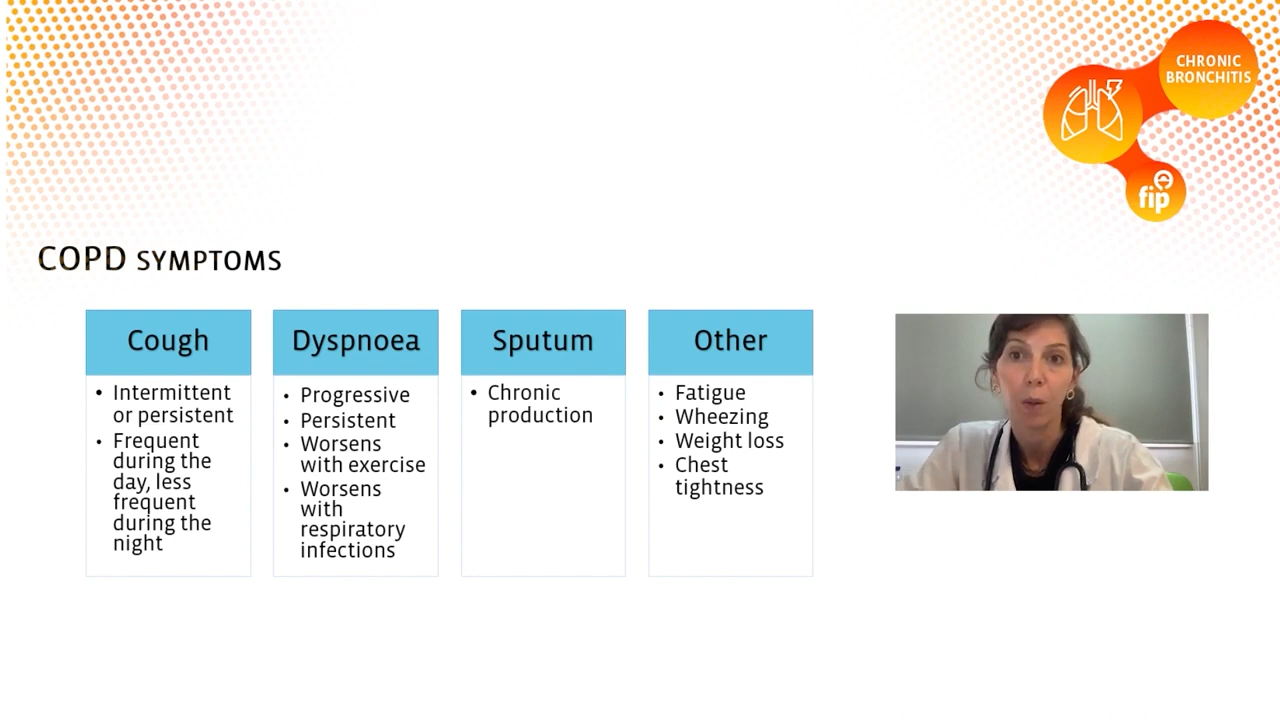 CHRONIC
BRONCHITIS
fip
COPD SYMPTOMS
Cough
• Intermittent
or persistent
• Frequent
during the
day, less
frequent
during the
night
Dyspnoea
• Progressive
• Persistent
• Worsens
with exercise
• Worsens
with
respiratory
infections
Sputum
• Chronic
production
Other
• Fatigue
• Wheezing
• Weight loss
• Chest
tightness